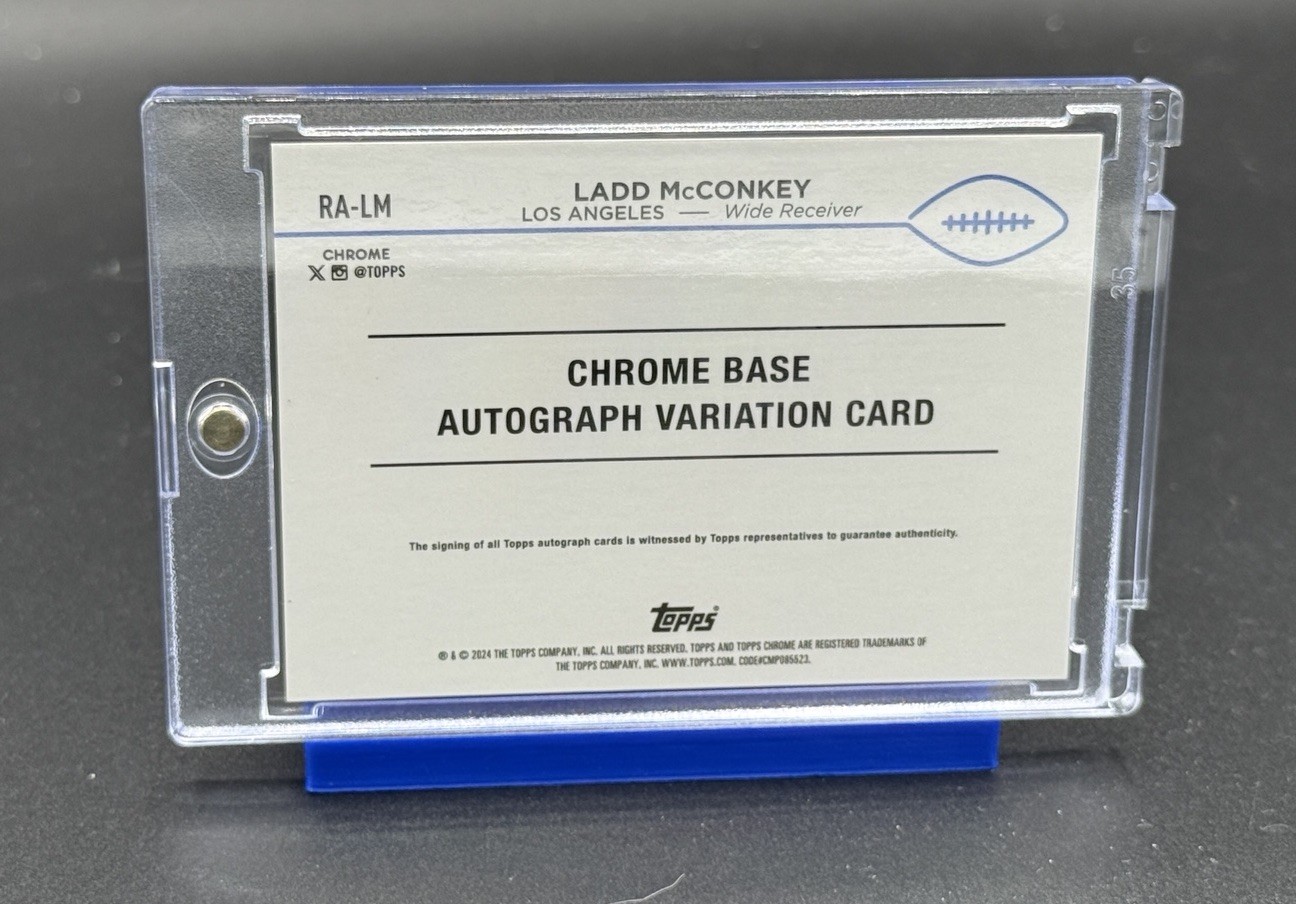 RA-LM
LADD McCONKEY
LOS ANGELES — Wide Receiver
CHROME
@TOPPS
35
CHROME BASE
AUTOGRAPH VARIATION CARD
The signing of all Topps autograph cards is witnessed by Topps representatives to guarantee authenticity.
Topps®
® & © 2024 THE TOPPS COMPANY, INC. ALL RIGHTS RESERVED. TOPPS AND TOPPS CHROME ARE REGISTERED TRADEMARKS OF
THE TOPPS COMPANY, INC. WWW.TOPPS.COM. CODE#CMP085523.